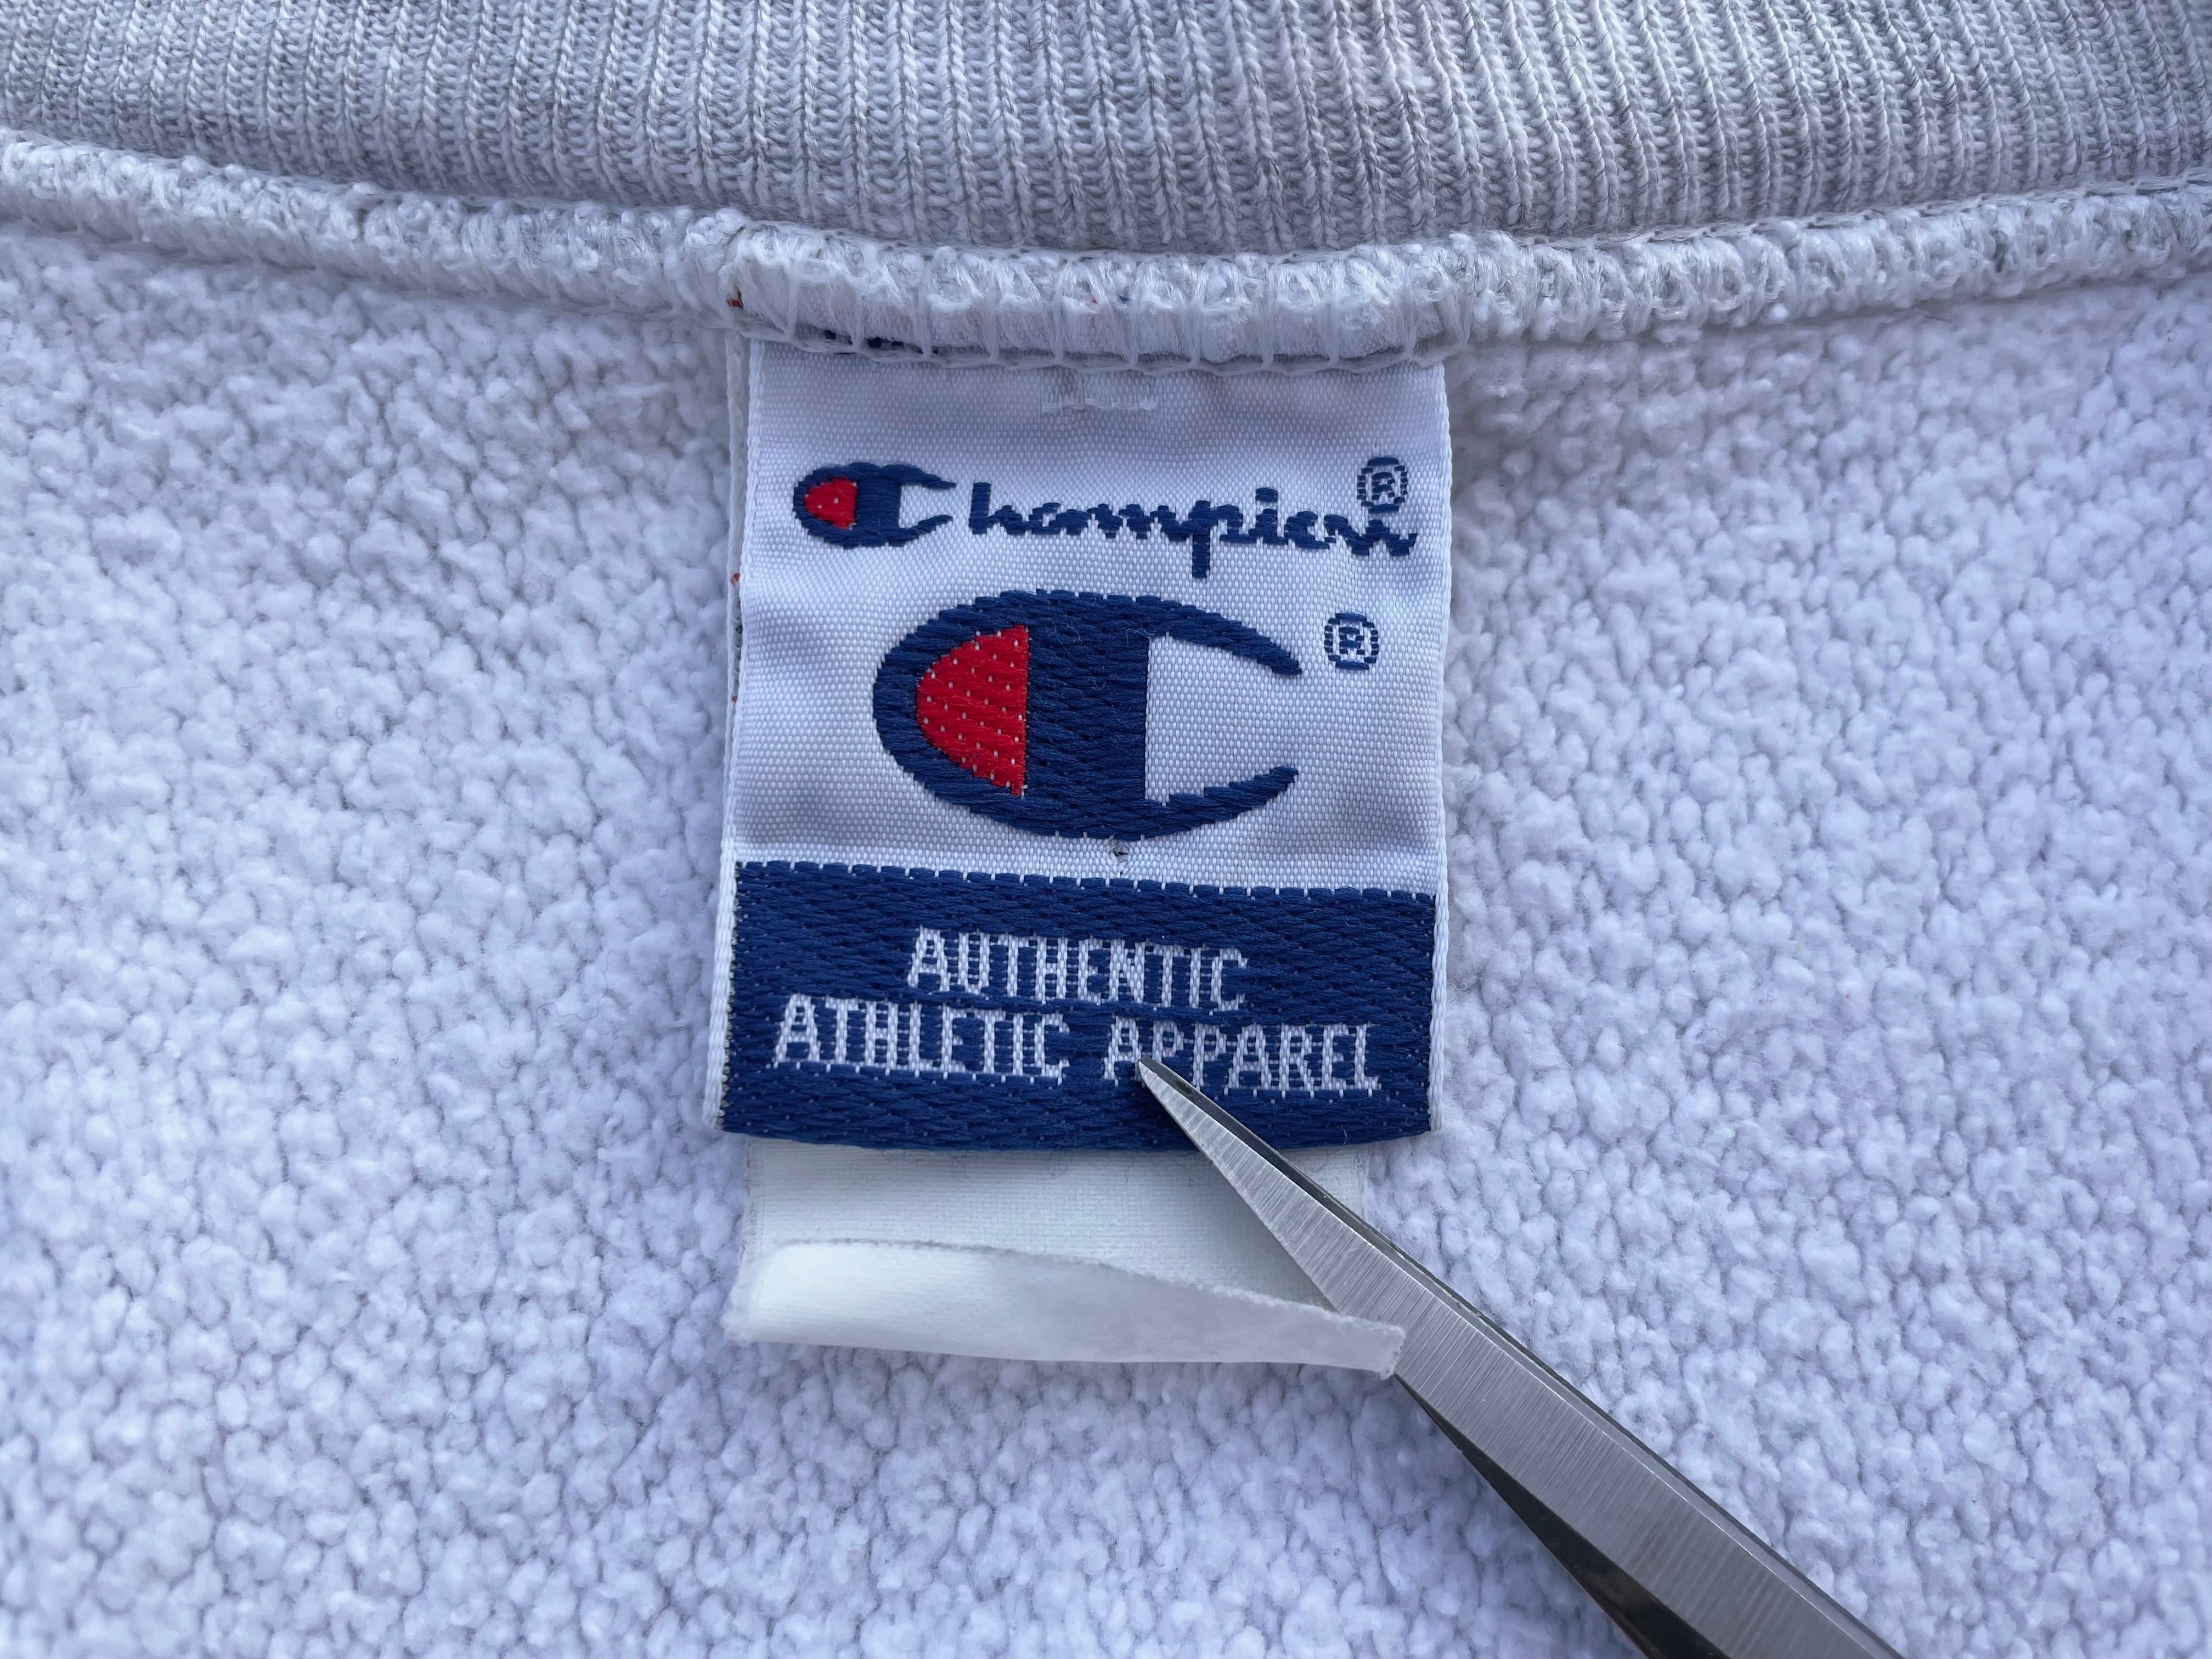 Champion®
®
AUTHENTIC
ATHLETIC APPAREL